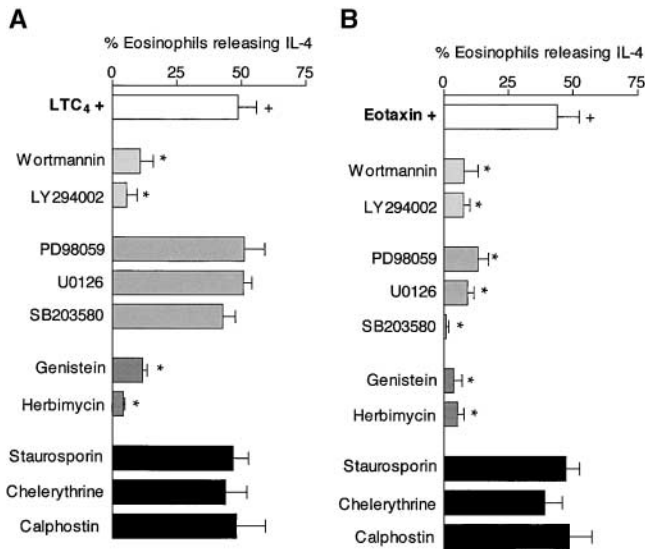 A
% Eosinophils releasing IL-4
0 25 50 75
LTC4 + +
Wortmannin *
LY294002 *
PD98059
U0126
SB203580
Genistein *
Herbimycin *
Staurosporin
Chelerythrine
Calphostin
B
% Eosinophils releasing IL-4
0 25 50 75
Eotaxin + +
Wortmannin *
LY294002 *
PD98059 *
U0126 *
SB203580 *
Genistein *
Herbimycin *
Staurosporin
Chelerythrine
Calphostin